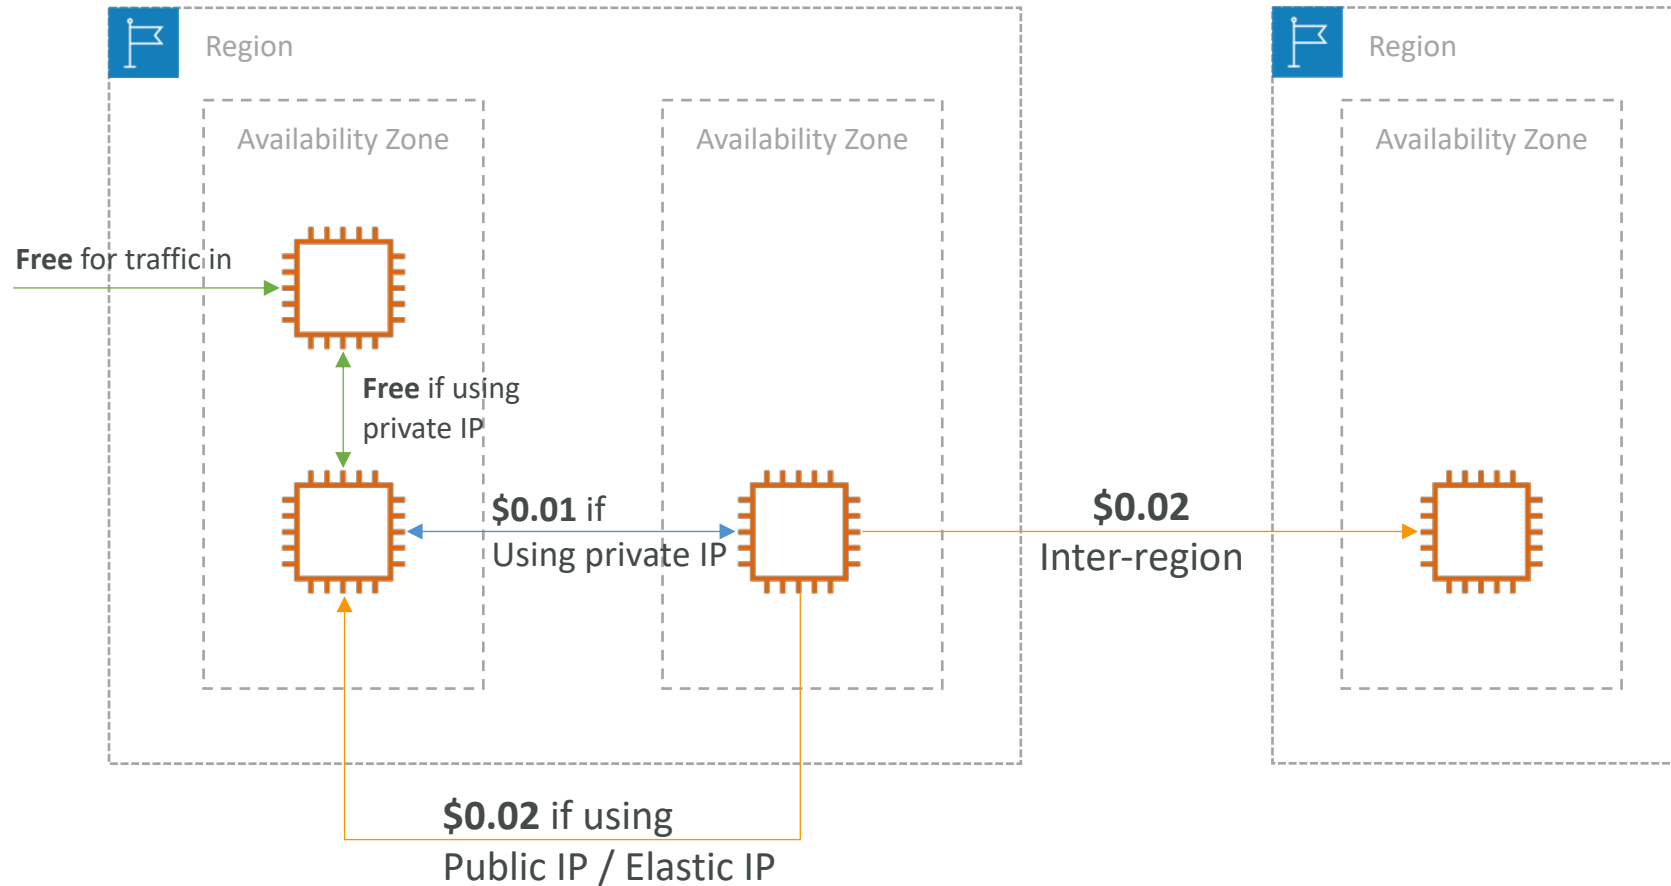 Region
Region
Availability Zone
Availability Zone
Availability Zone
Free for traffic in
Free if using
private IP
$0.01 if
Using private IP
$0.02
Inter-region
$0.02 if using
Public IP / Elastic IP